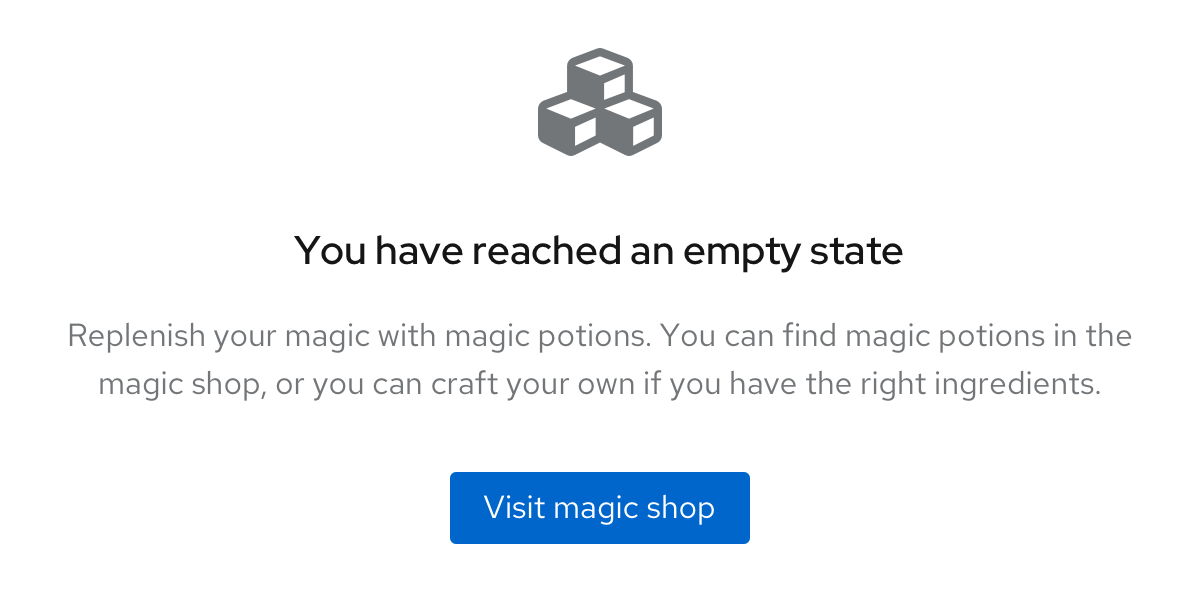 You have reached an empty state
Replenish your magic with magic potions. You can find magic potions in the
magic shop, or you can craft your own if you have the right ingredients.
Visit magic shop